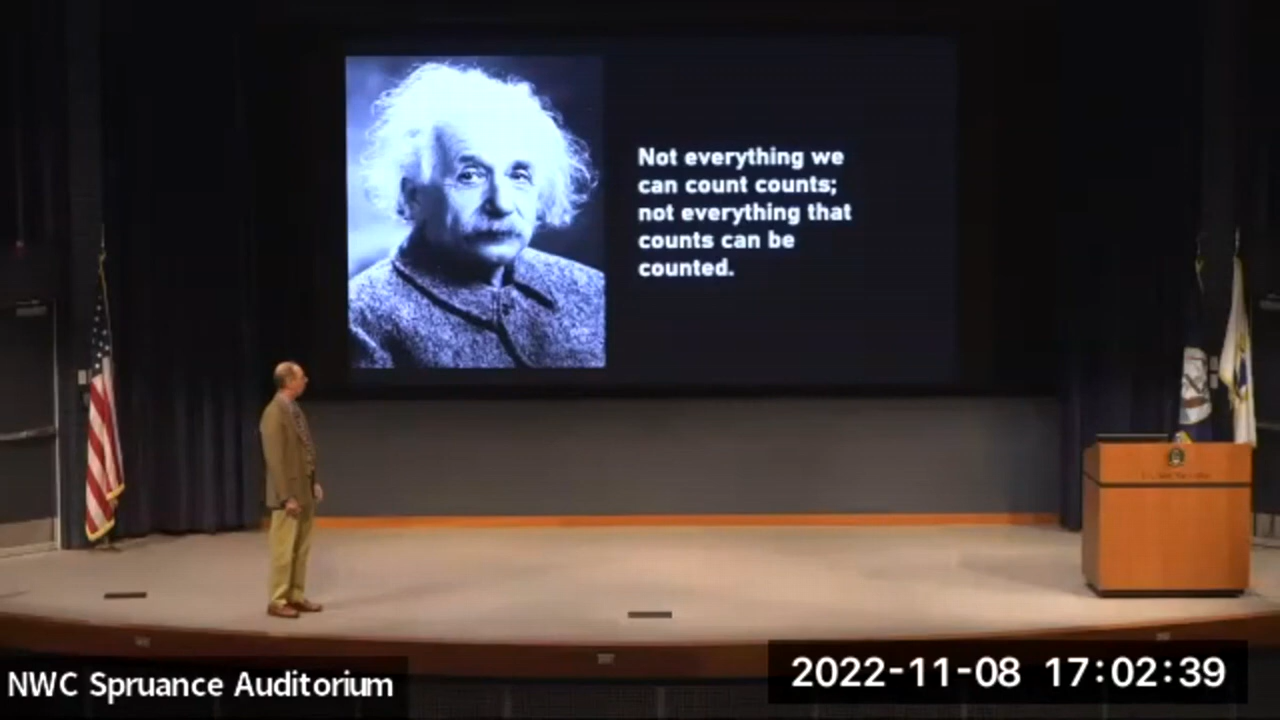 Not everything we
can count counts;
not everything that
counts can be
counted.
NWC Spruance Auditorium
2022-11-08 17:02:39